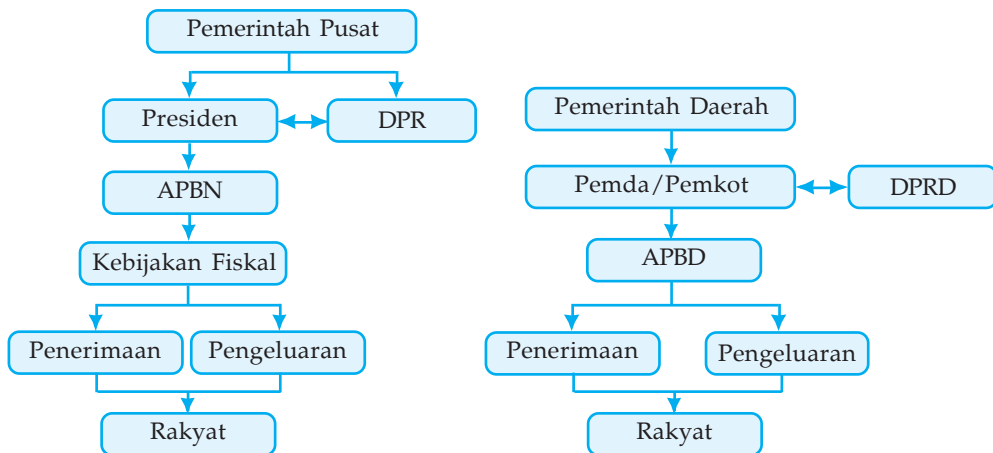 Pemerintah Pusat
Presiden
DPR
APBN
Kebijakan Fiskal
Penerimaan
Pengeluaran
Rakyat
Pemerintah Daerah
Pemda/Pemkot
DPRD
APBD
Penerimaan
Pengeluaran
Rakyat